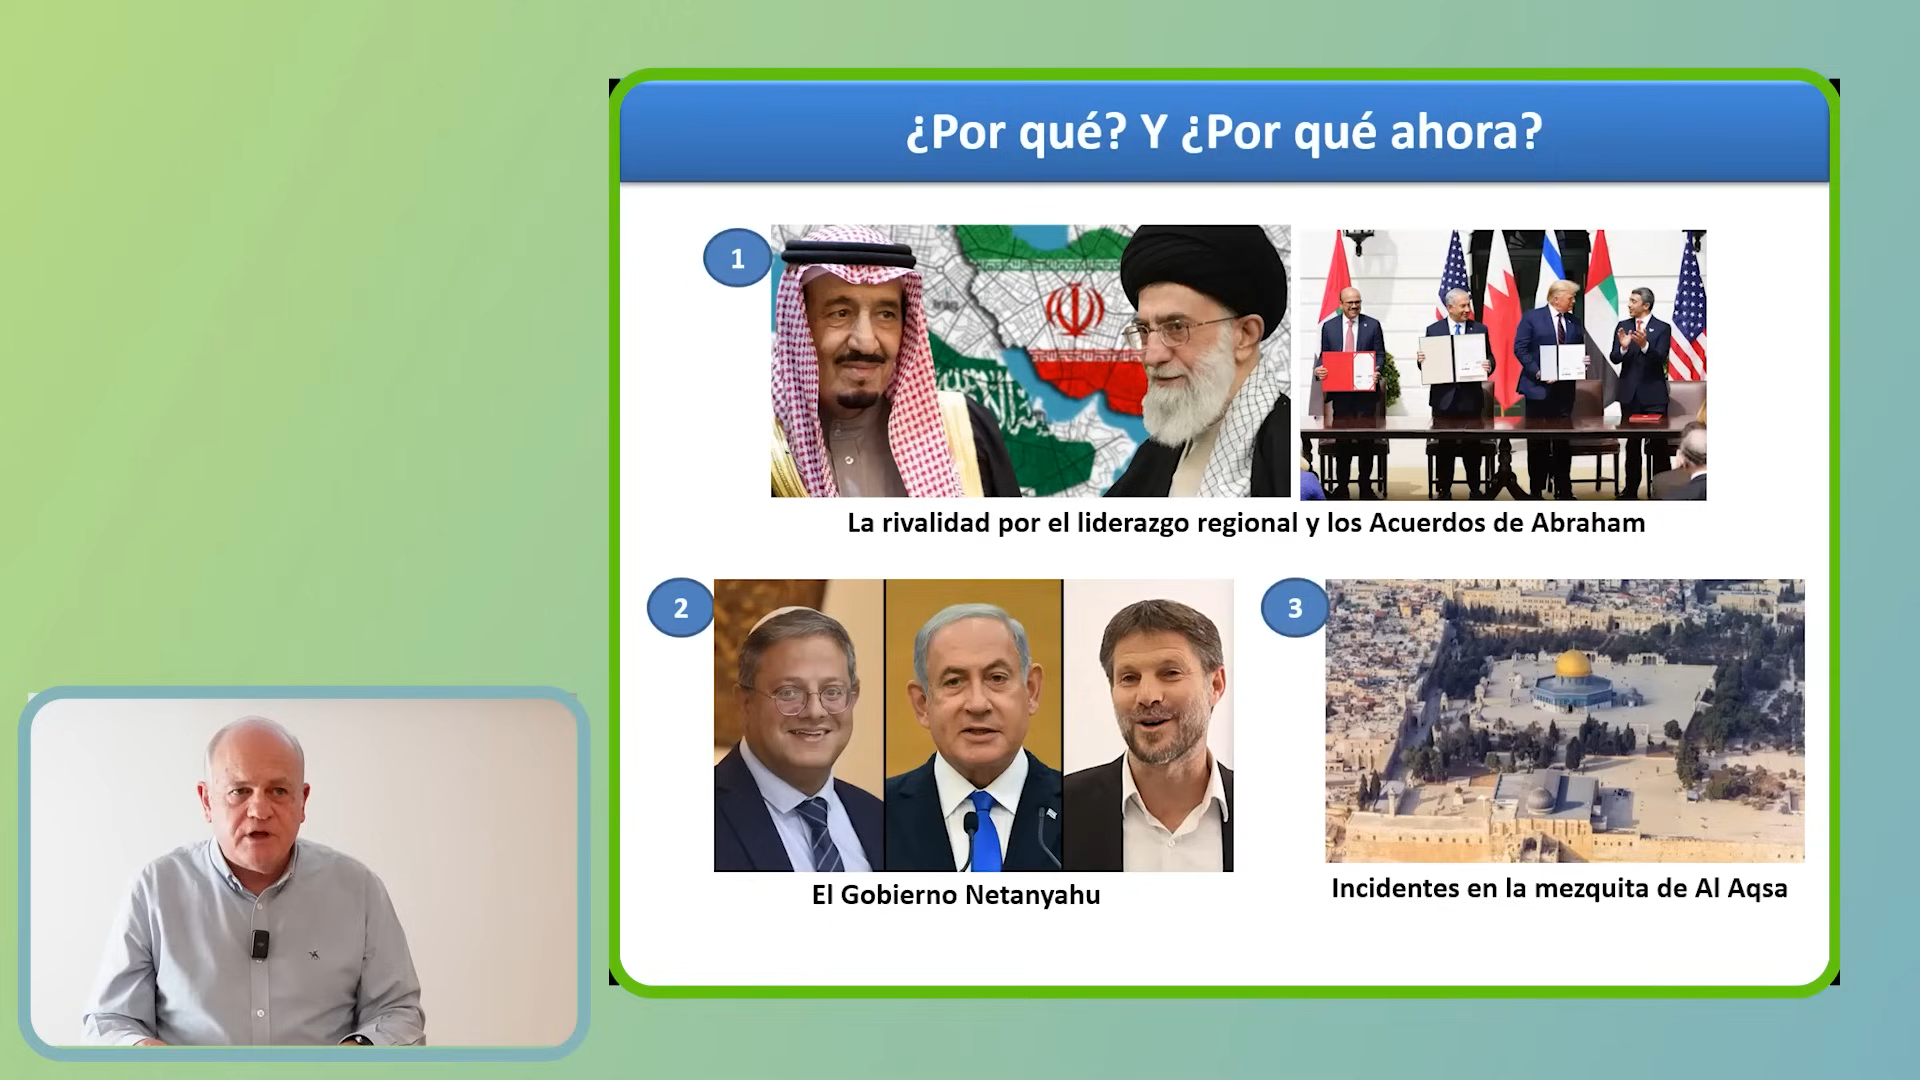 ¿Por qué? Y ¿Por qué ahora?
1
La rivalidad por el liderazgo regional y los Acuerdos de Abraham
2
3
El Gobierno Netanyahu
Incidentes en la mezquita de Al Aqsa